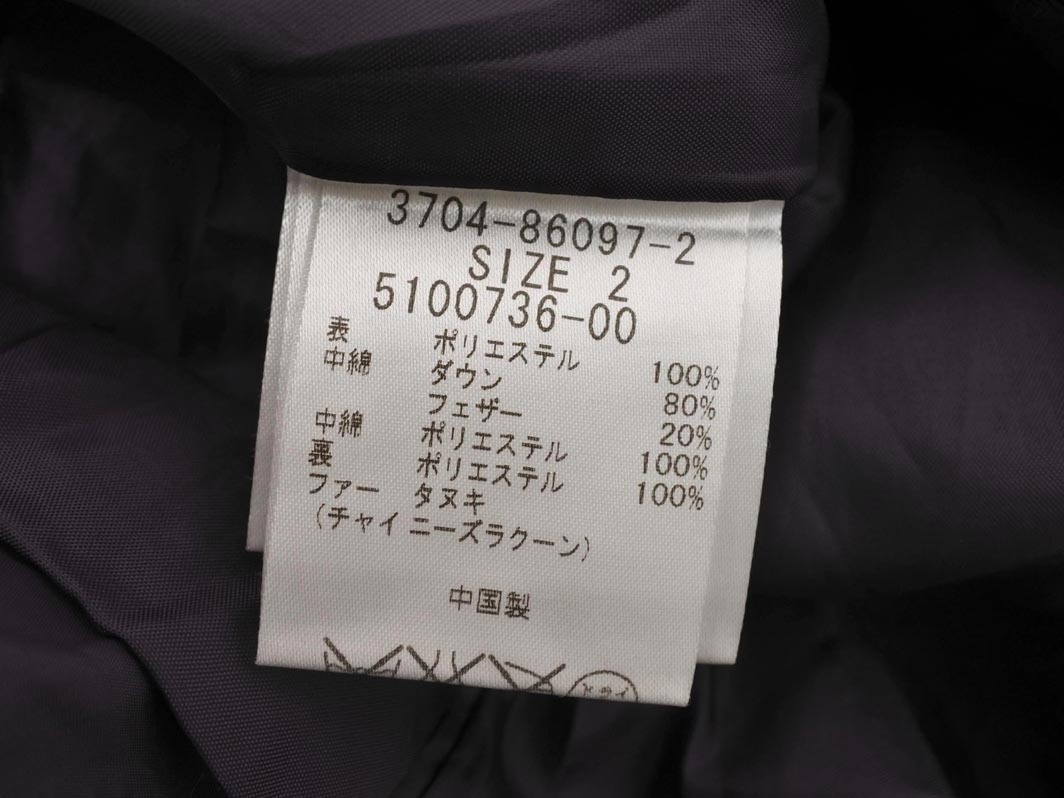 3704-86097-2
SIZE 2
5100736-00
表 ポリエステル 100%
中綿 ダウン 80%
フェザー 20%
中綿 ポリエステル 100%
裏 ポリエステル 100%
ファー タヌキ
(チャイニーズラクーン)
中国製
ドライ